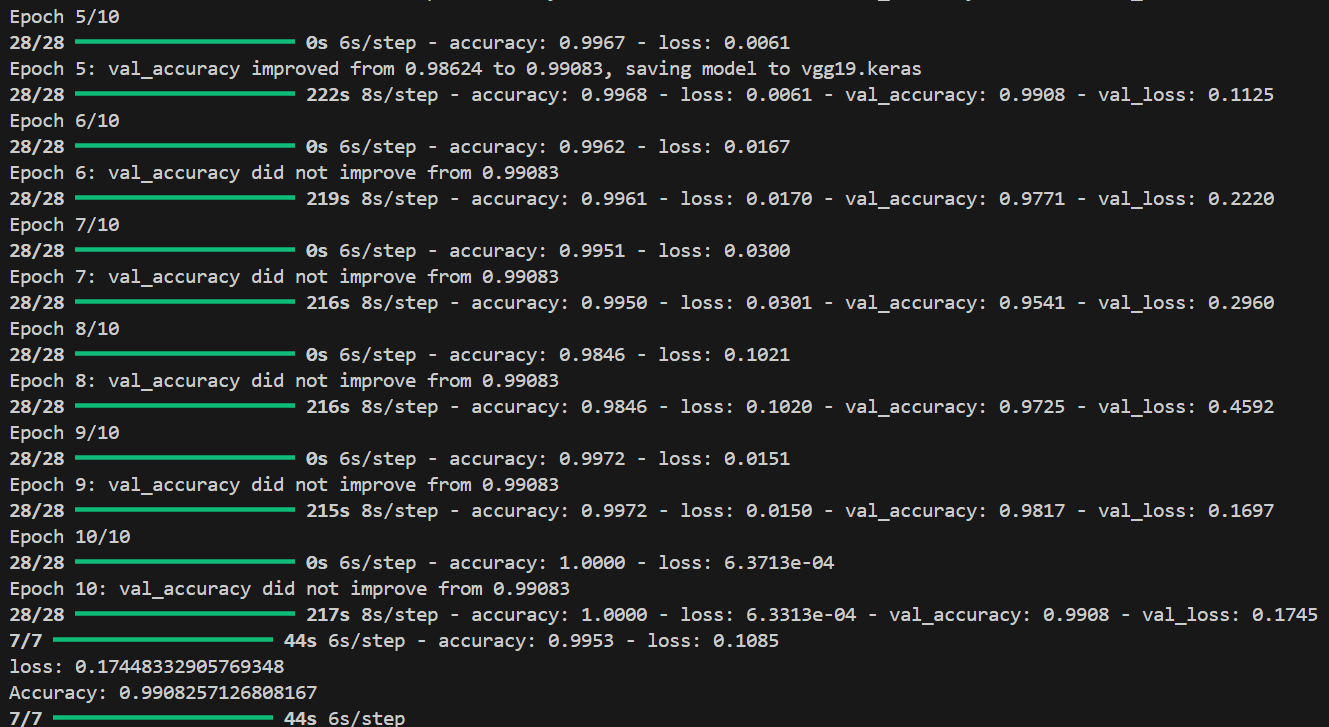 Epoch 5/10
28/28 0s 6s/step - accuracy: 0.9967 - loss: 0.0061
Epoch 5: val_accuracy improved from 0.98624 to 0.99083, saving model to vgg19.keras
28/28 222s 8s/step - accuracy: 0.9968 - loss: 0.0061 - val_accuracy: 0.9908 - val_loss: 0.1125
Epoch 6/10
28/28 0s 6s/step - accuracy: 0.9962 - loss: 0.0167
Epoch 6: val_accuracy did not improve from 0.99083
28/28 219s 8s/step - accuracy: 0.9961 - loss: 0.0170 - val_accuracy: 0.9771 - val_loss: 0.2220
Epoch 7/10
28/28 0s 6s/step - accuracy: 0.9951 - loss: 0.0300
Epoch 7: val_accuracy did not improve from 0.99083
28/28 216s 8s/step - accuracy: 0.9950 - loss: 0.0301 - val_accuracy: 0.9541 - val_loss: 0.2960
Epoch 8/10
28/28 0s 6s/step - accuracy: 0.9846 - loss: 0.1021
Epoch 8: val_accuracy did not improve from 0.99083
28/28 216s 8s/step - accuracy: 0.9846 - loss: 0.1020 - val_accuracy: 0.9725 - val_loss: 0.4592
Epoch 9/10
28/28 0s 6s/step - accuracy: 0.9972 - loss: 0.0151
Epoch 9: val_accuracy did not improve from 0.99083
28/28 215s 8s/step - accuracy: 0.9972 - loss: 0.0150 - val_accuracy: 0.9817 - val_loss: 0.1697
Epoch 10/10
28/28 0s 6s/step - accuracy: 1.0000 - loss: 6.3713e-04
Epoch 10: val_accuracy did not improve from 0.99083
28/28 217s 8s/step - accuracy: 1.0000 - loss: 6.3313e-04 - val_accuracy: 0.9908 - val_loss: 0.1745
7/7 44s 6s/step - accuracy: 0.9953 - loss: 0.1085
loss: 0.17448332905769348
Accuracy: 0.9908257126808167
7/7 44s 6s/step